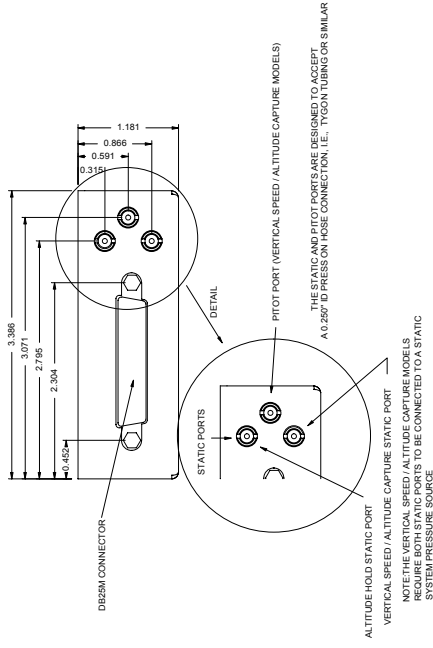 3.386
3.071
2.795
2.304
0.452
1.181
0.866
0.591
0.315
DB25M CONNECTOR
DETAIL
STATIC PORTS
PITOT PORT (VERTICAL SPEED / ALTITUDE CAPTURE MODELS)
THE STATIC AND PITOT PORTS ARE DESIGNED TO ACCEPT
A 0.250" ID PRESS ON HOSE CONNECTION, I.E., TYGON TUBING OR SIMILAR
ALTITUDE HOLD STATIC PORT
VERTICAL SPEED / ALTITUDE CAPTURE STATIC PORT
NOTE:THE VERTICAL SPEED / ALTITUDE CAPTURE MODELS
REQUIRE BOTH STATIC PORTS TO BE CONNECTED TO A STATIC
SYSTEM PRESSURE SOURCE